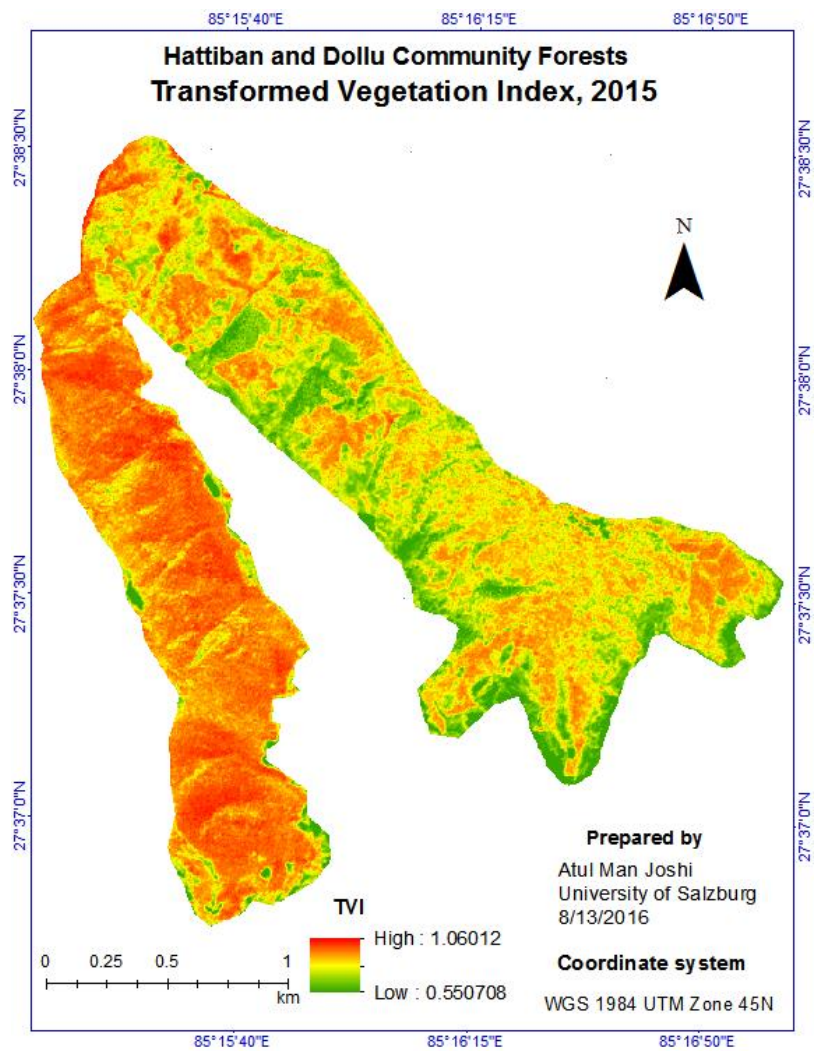 85°15'40"E 85°16'15"E 85°16'50"E
Hattiban and Dollu Community Forests
Transformed Vegetation Index, 2015
27°38'30"N
27°38'30"N
N
27°38'0"N
27°38'0"N
27°37'30"N
27°37'30"N
27°37'0"N
27°37'0"N
Prepared by
Atul Man Joshi
University of Salzburg
8/13/2016
TVI
High : 1.06012
Low : 0.550708
0 0.25 0.5 1
km
Coordinate system
WGS 1984 UTM Zone 45N
85°15'40"E 85°16'15"E 85°16'50"E